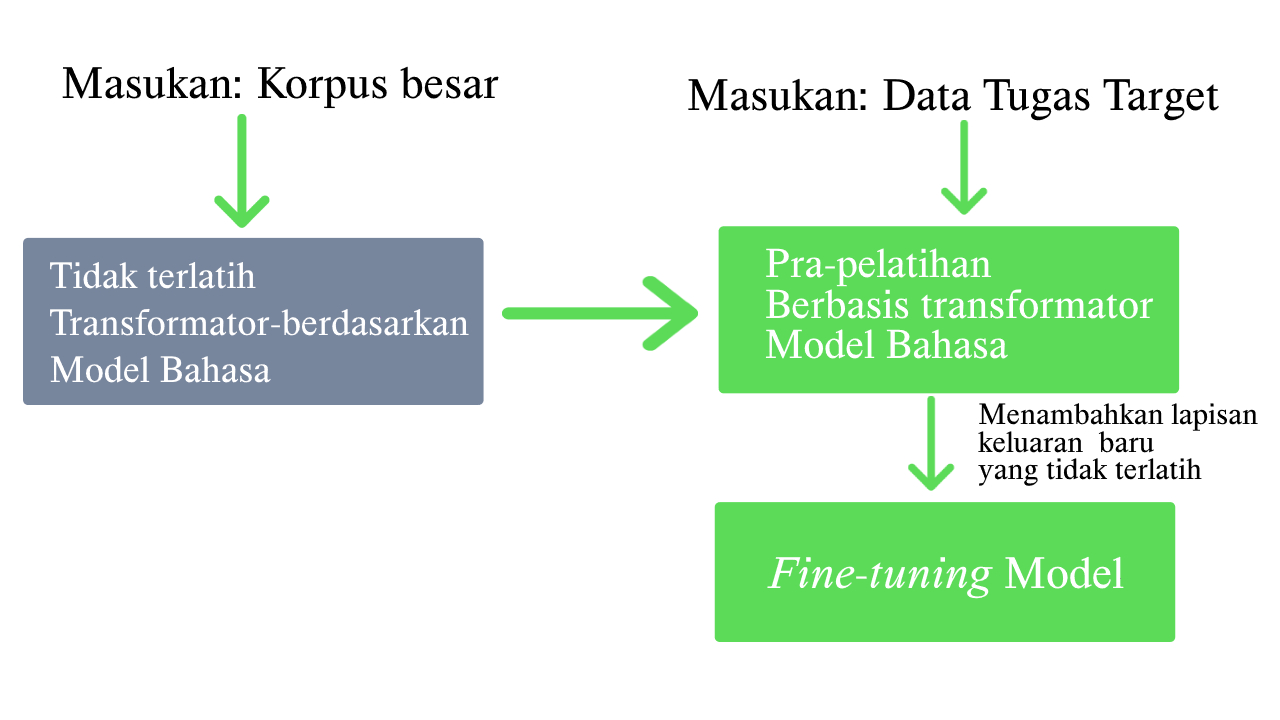 Masukan: Korpus besar
Masukan: Data Tugas Target
Tidak terlatih
Transformator-berdasarkan
Model Bahasa
Pra-pelatihan
Berbasis transformator
Model Bahasa
Menambahkan lapisan
keluaran baru
yang tidak terlatih
Fine-tuning Model